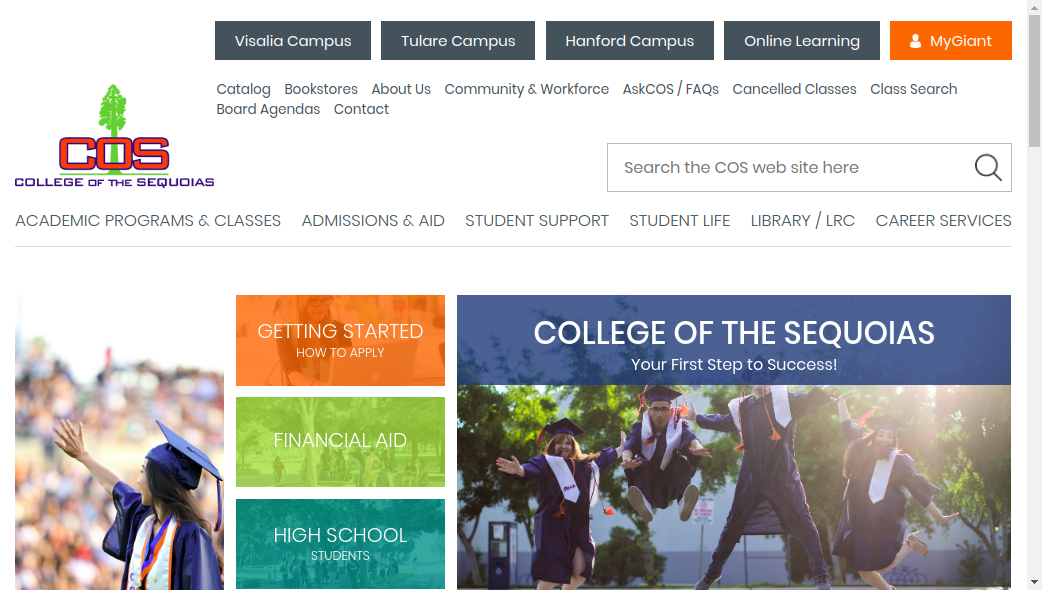 Visalia Campus
Tulare Campus
Hanford Campus
Online Learning
MyGiant
Catalog Bookstores About Us Community & Workforce AskCOS / FAQs Cancelled Classes Class Search
Board Agendas Contact
COS
COLLEGE OF THE SEQUOIAS
Search the COS web site here
ACADEMIC PROGRAMS & CLASSES ADMISSIONS & AID STUDENT SUPPORT STUDENT LIFE LIBRARY / LRC CAREER SERVICES
GETTING STARTED
HOW TO APPLY
FINANCIAL AID
HIGH SCHOOL
STUDENTS
COLLEGE OF THE SEQUOIAS
Your First Step to Success!